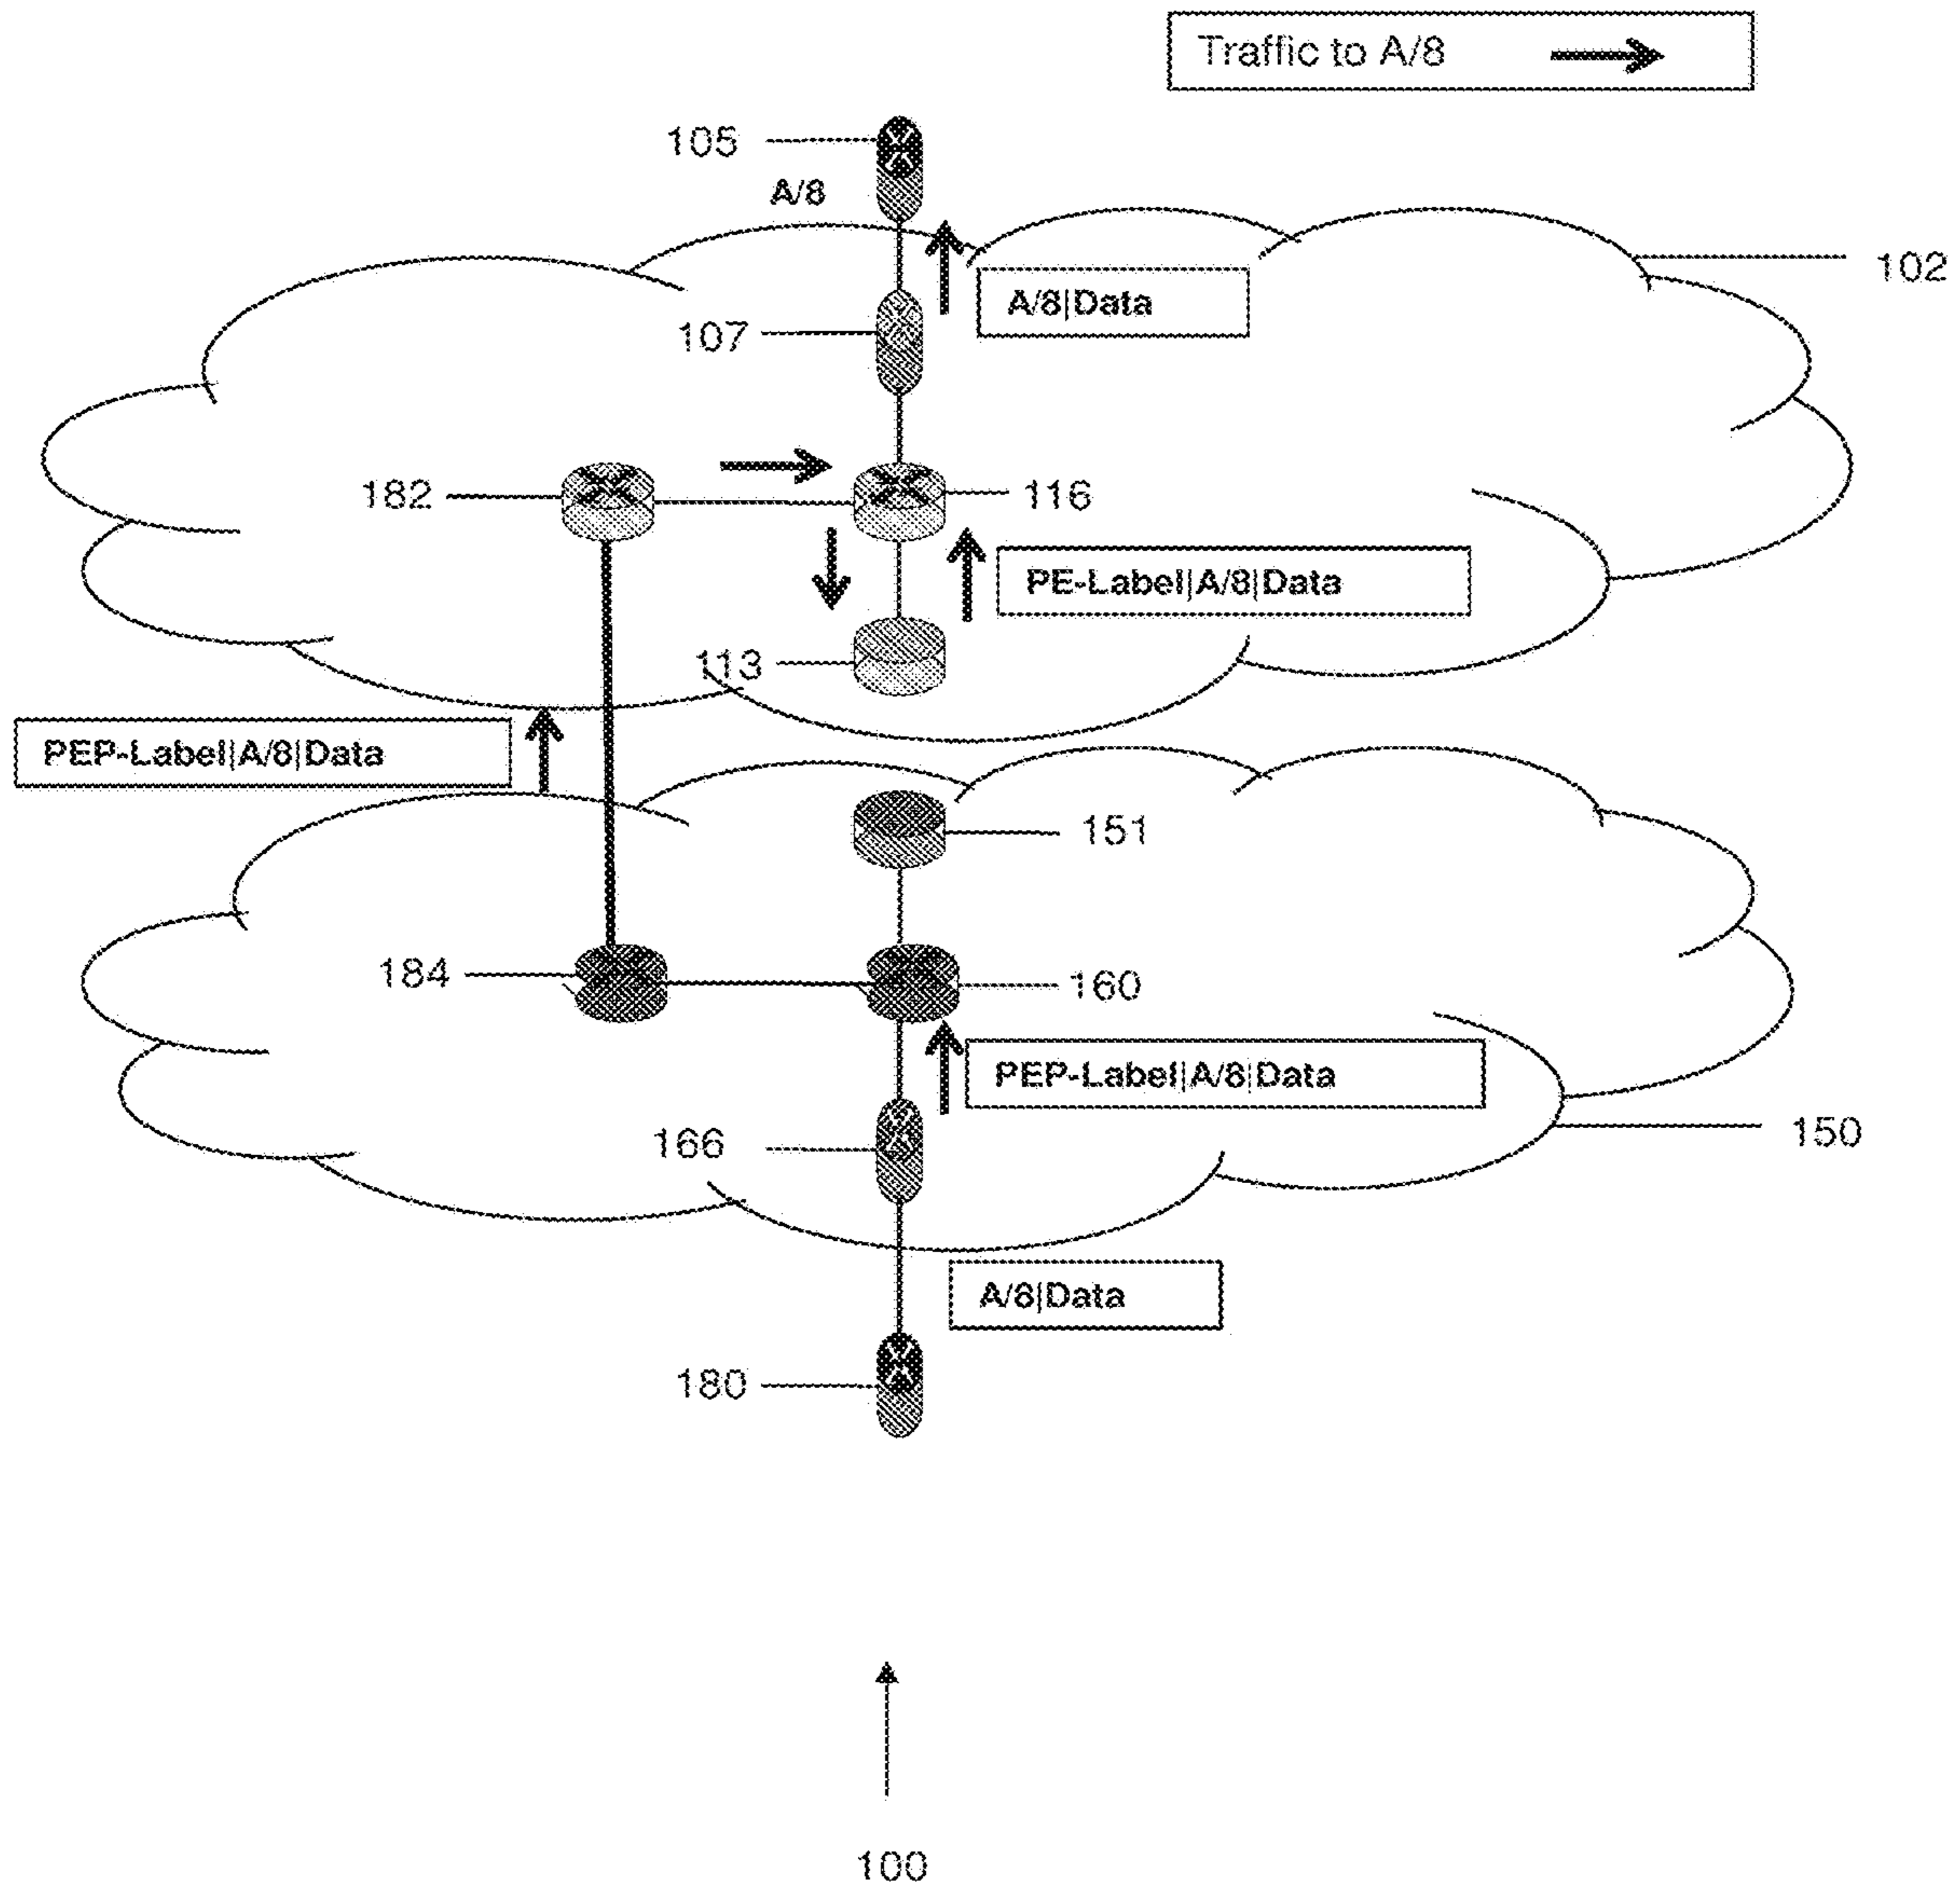 Traffic to A/8
105
A/8
102
A/8|Data
107
182
116
PE-Label|A/8|Data
113
PEP-Label|A/8|Data
151
184
160
PEP-Label|A/8|Data
166
150
A/8|Data
180
100